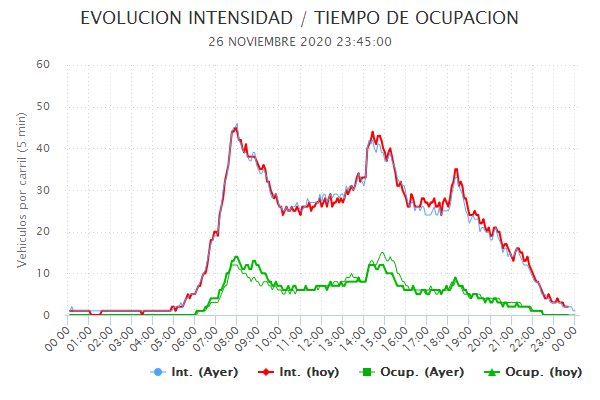 EVOLUCION INTENSIDAD / TIEMPO DE OCUPACION
26 NOVIEMBRE 2020 23:45:00
Vehiculos por carril (5 min)
60
50
40
30
20
10
0
00:00 01:00 02:00 03:00 04:00 05:00 06:00 07:00 08:00 09:00 10:00 11:00 12:00 13:00 14:00 15:00 16:00 17:00 18:00 19:00 20:00 21:00 22:00 23:00 00:00
Int. (Ayer) Int. (hoy) Ocup. (Ayer) Ocup. (hoy)